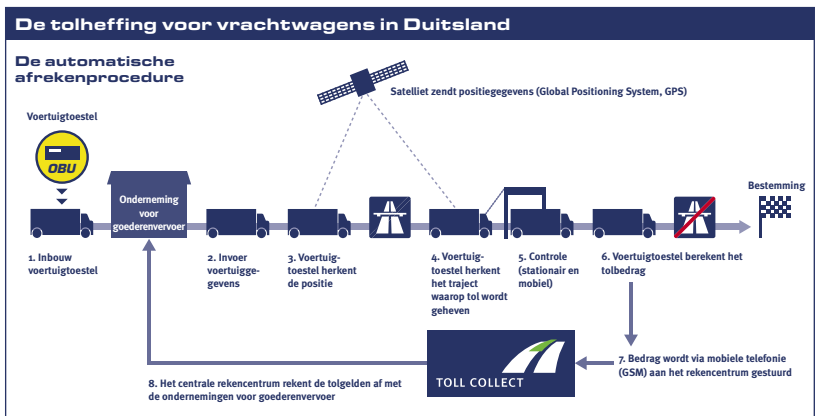 De tolheffing voor vrachtwagens in Duitsland
De automatische
afrekenprocedure
Satelliet zendt positiegegevens (Global Positioning System, GPS)
Voertuigtoestel
OBU
Onderneming
voor
goederenvervoer
Bestemming
1. Inbouw
voertuigtoestel
2. Invoer
voertuigge-
gevens
3. Voertuig-
toestel herkent
de positie
4. Voertuig-
toestel herkent
het traject
waarop tol wordt
geheven
5. Controle
(stationair en
mobiel)
6. Voertuigtoestel berekent het
tolbedrag
7. Bedrag wordt via mobiele telefonie
(GSM) aan het rekencentrum gestuurd
TOLL COLLECT
8. Het centrale rekencentrum rekent de tolgelden af met
de ondernemingen voor goederenvervoer